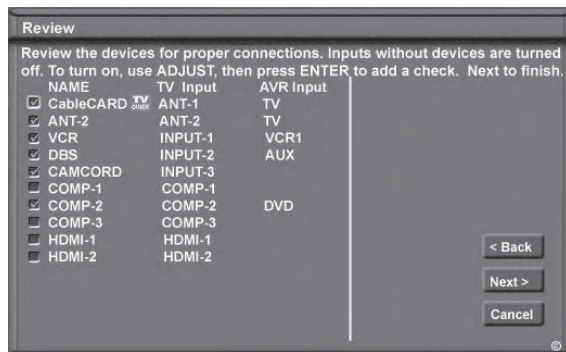 Review
Review the devices for proper connections. Inputs without devices are turned
off. To turn on, use ADJUST, then press ENTER to add a check. Next to finish.
NAME TV Input AVR Input
CableCARD TV GUIDE ANT-1 TV
ANT-2 ANT-2 TV
VCR INPUT-1 VCR1
DBS INPUT-2 AUX
CAMCORD INPUT-3
COMP-1 COMP-1
COMP-2 COMP-2 DVD
COMP-3 COMP-3
HDMI-1 HDMI-1
HDMI-2 HDMI-2
< Back
Next >
Cancel
©